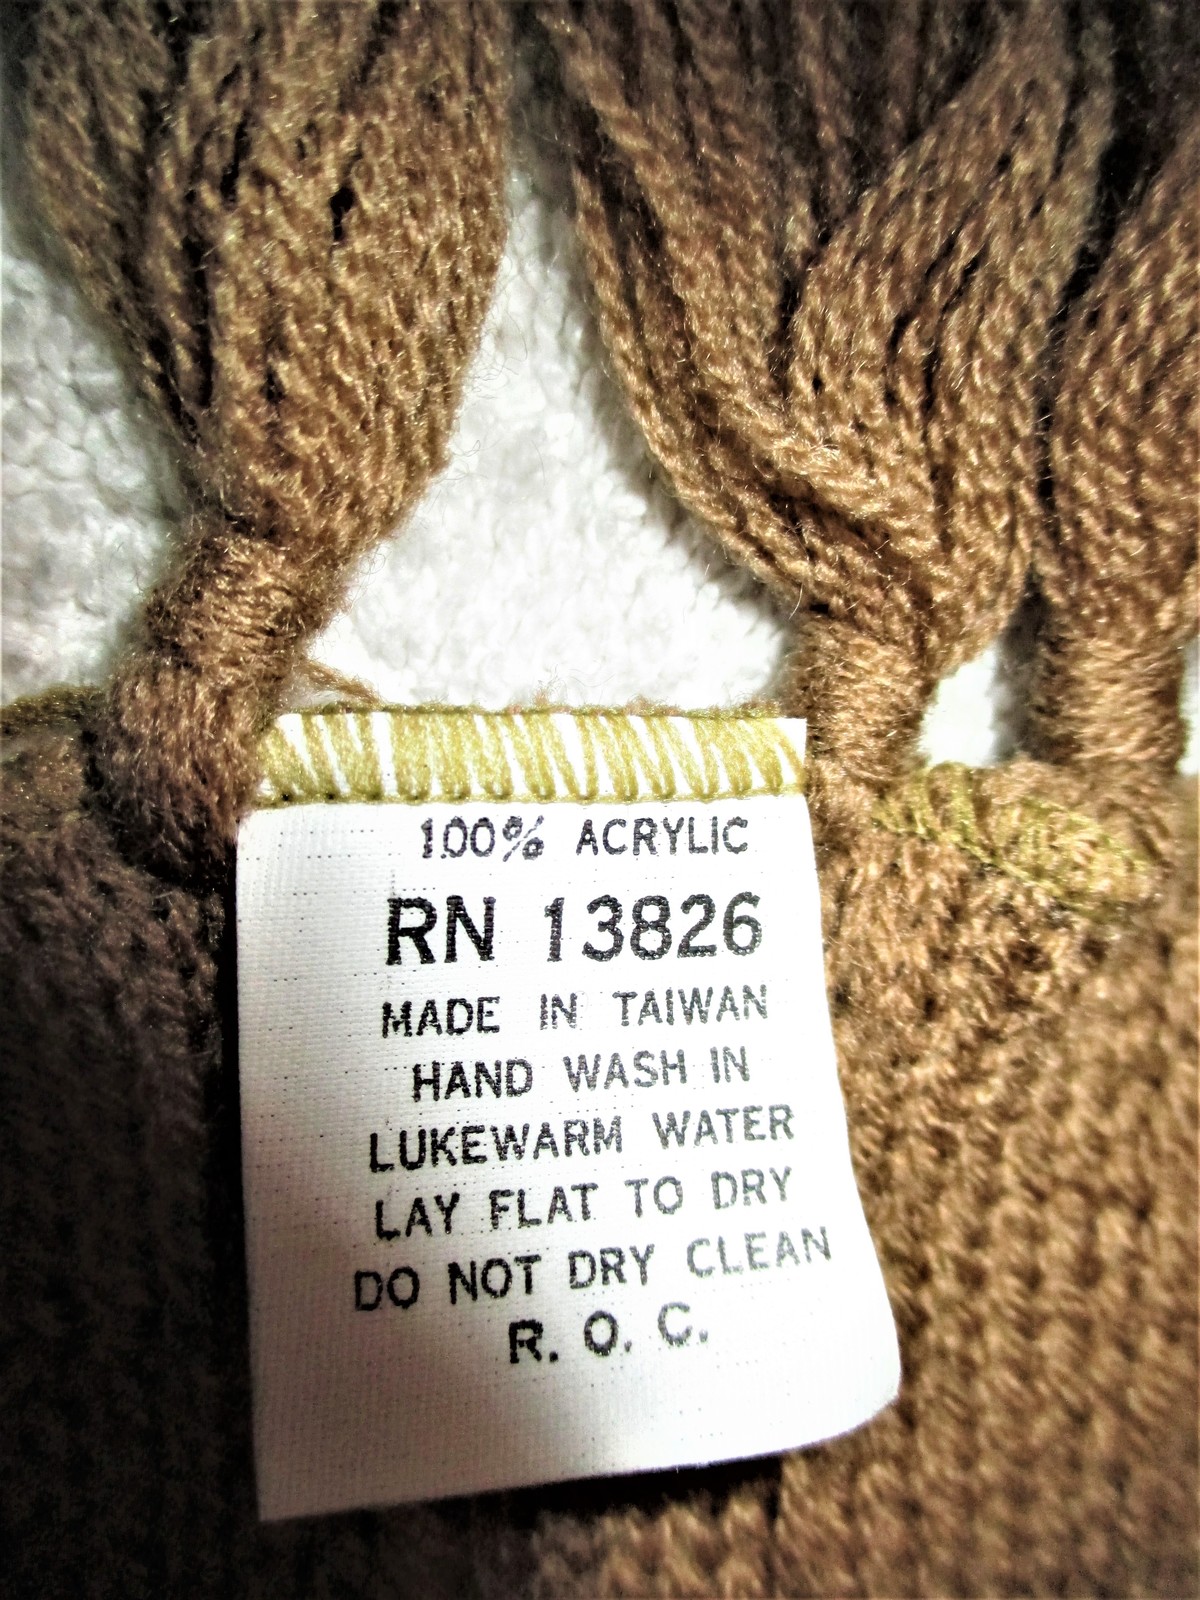 100% ACRYLIC
RN 13826
MADE IN TAIWAN
HAND WASH IN
LUKEWARM WATER
LAY FLAT TO DRY
DO NOT DRY CLEAN
R. O. C.